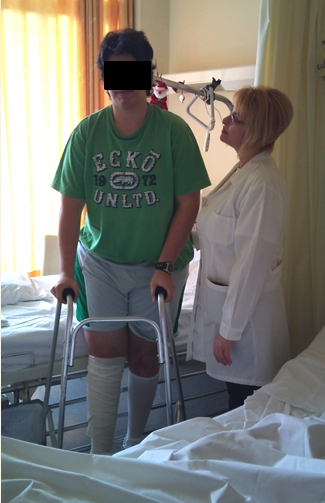 ECKŌ
19 72
UNLTD.